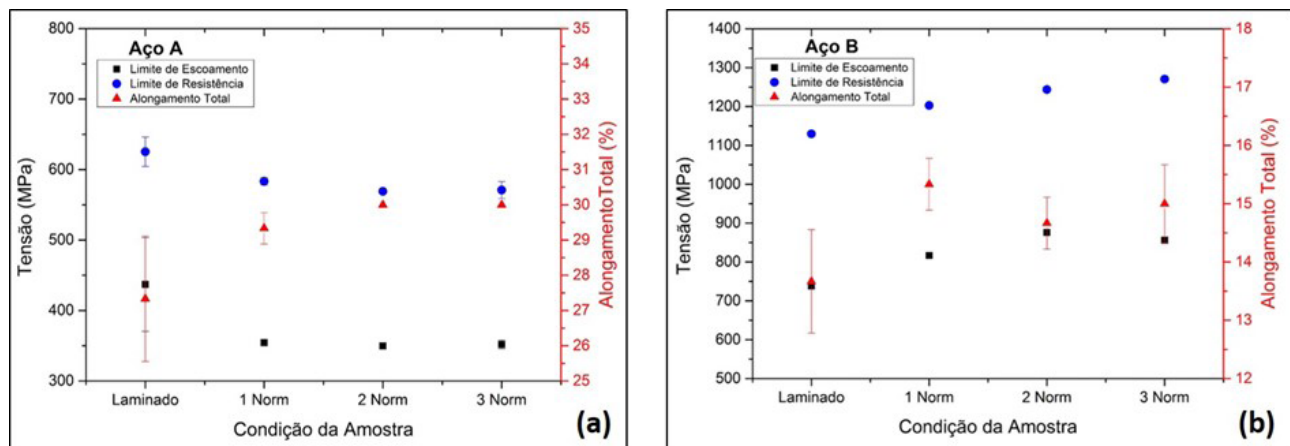 Aço A
Limite de Escoamento
Limite de Resistência
Alongamento Total
800
700
600
500
400
300
Tensão (MPa)
35
34
33
32
31
30
29
28
27
26
25
AlongamentoTotal (%)
Laminado 1 Norm 2 Norm 3 Norm
Condição da Amostra
(a)
Aço B
Limite de Escoamento
Limite de Resistência
Alongamento Total
1400
1300
1200
1100
1000
900
800
700
600
500
Tensão (MPa)
18
17
16
15
14
13
12
Alongamento Total (%)
Laminado 1 Norm 2 Norm 3 Norm
Condição da Amostra
(b)